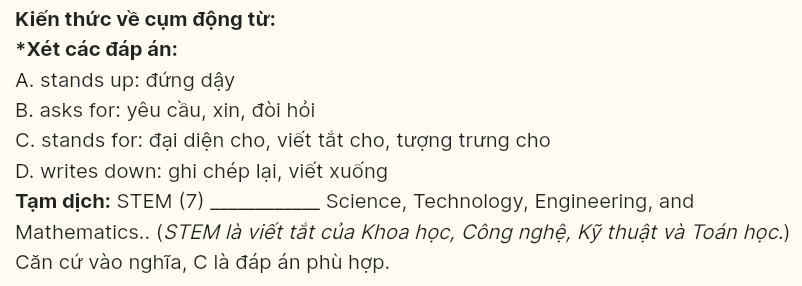 Kiến thức về cụm động từ:
*Xét các đáp án:
A. stands up: đứng dậy
B. asks for: yêu cầu, xin, đòi hỏi
C. stands for: đại diện cho, viết tắt cho, tượng trưng cho
D. writes down: ghi chép lại, viết xuống
Tạm dịch: STEM (7) ____________ Science, Technology, Engineering, and
Mathematics.. (STEM là viết tắt của Khoa học, Công nghệ, Kỹ thuật và Toán học.)
Căn cứ vào nghĩa, C là đáp án phù hợp.